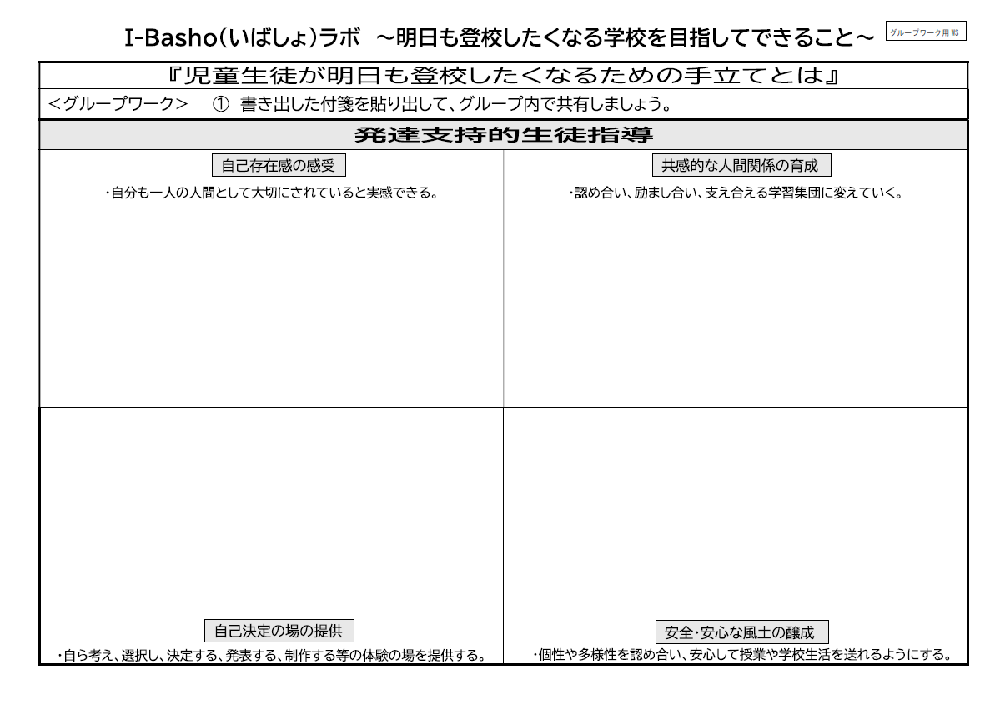 I-Basho(いばしょ)ラボ ～明日も登校したくなる学校を目指してできること～
グループワーク用WS
『児童生徒が明日も登校したくなるための手立てとは』
＜グループワーク＞ ① 書き出した付箋を貼り出して、グループ内で共有しましょう。
発達支持的生徒指導
自己存在感の感受
・自分も一人の人間として大切にされていると実感できる。
共感的な人間関係の育成
・認め合い、励まし合い、支え合える学習集団に変えていく。
自己決定の場の提供
・自ら考え、選択し、決定する、発表する、制作する等の体験の場を提供する。
安全・安心な風土の醸成
・個性や多様性を認め合い、安心して授業や学校生活を送れるようにする。